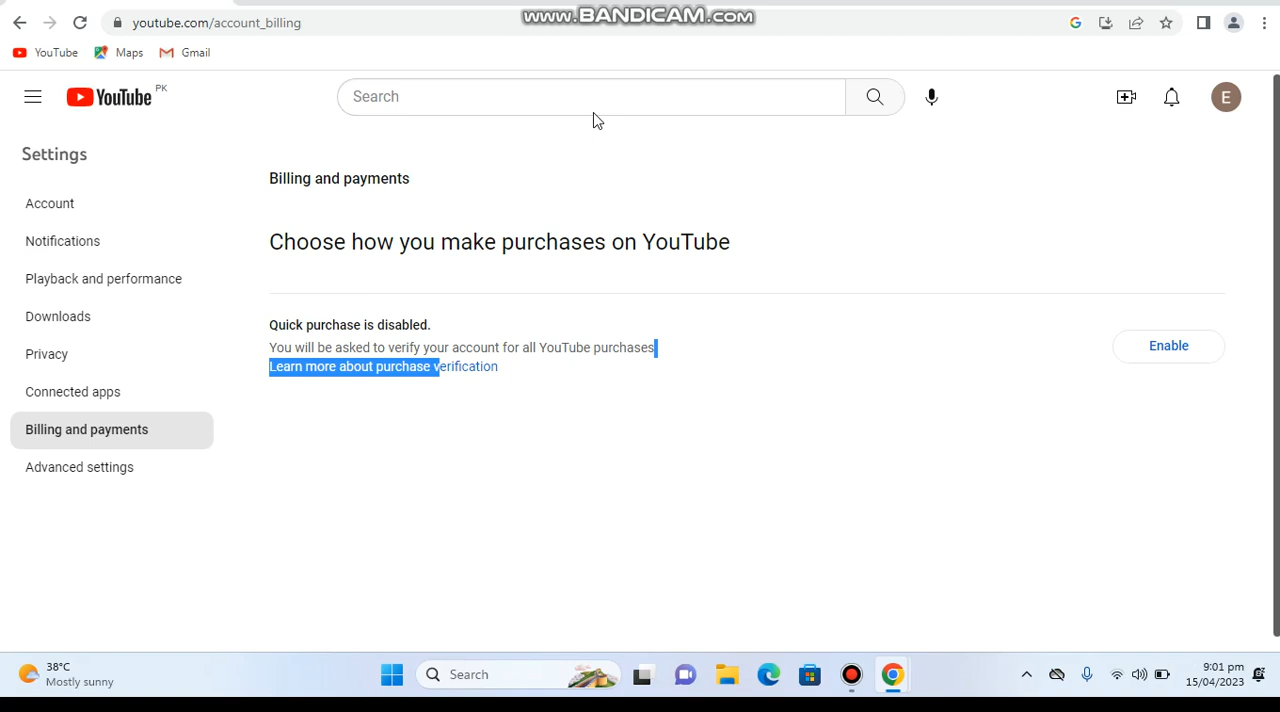 www.BANDICAM.com
youtube.com/account_billing
YouTube Maps Gmail
YouTube PK
Search
E
Settings
Account
Notifications
Playback and performance
Downloads
Privacy
Connected apps
Billing and payments
Advanced settings
Billing and payments
Choose how you make purchases on YouTube
Quick purchase is disabled.
You will be asked to verify your account for all YouTube purchases
Learn more about purchase verification
Enable
38°C
Mostly sunny
Search
9:01 pm
15/04/2023